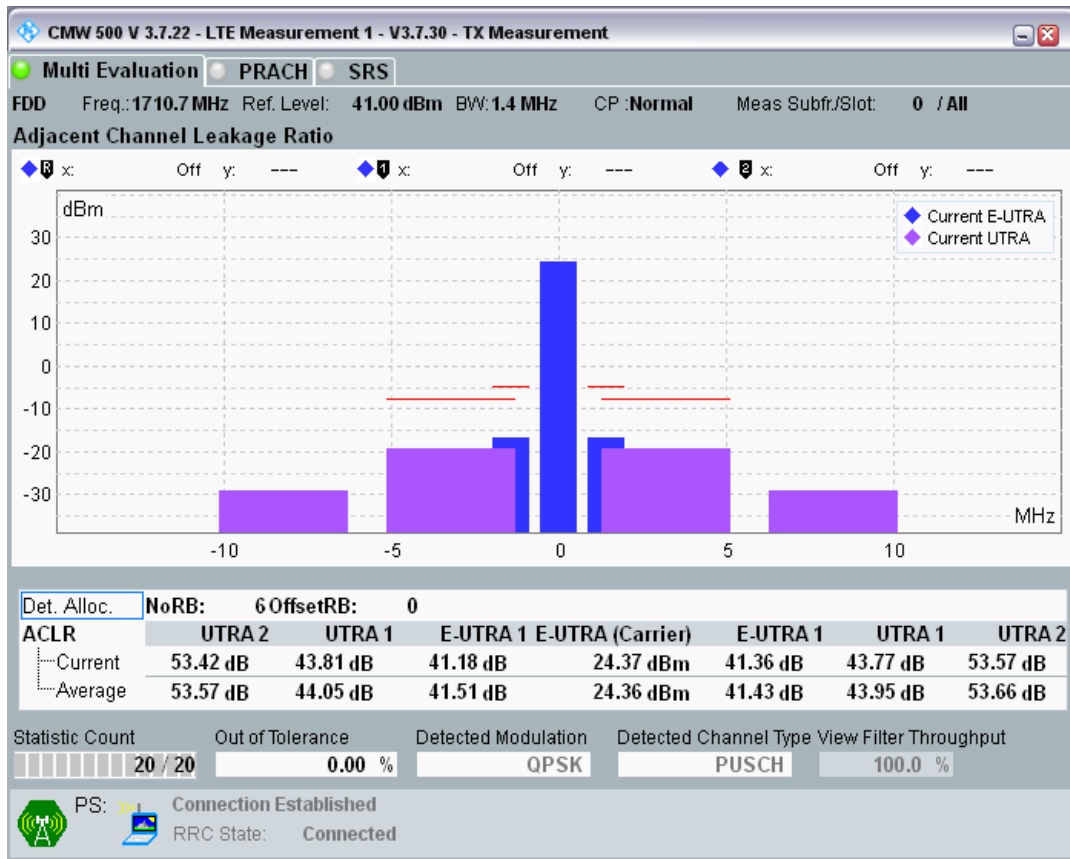 CMW 500 V 3.7.22 - LTE Measurement 1 - V3.7.30 - TX Measurement
Multi Evaluation PRACH SRS
FDD Freq.: 1710.7 MHz Ref. Level: 41.00 dBm BW: 1.4 MHz CP :Normal Meas Subfr./Slot: 0 / All
Adjacent Channel Leakage Ratio
R x: Off y: --- 1 x: Off y: --- 2 x: Off y: ---
dBm
Current E-UTRA
Current UTRA
30
20
10
0
-10
-20
-30
MHz
-10 -5 0 5 10
Det. Alloc. NoRB: 6 OffsetRB: 0
ACLR UTRA 2 UTRA 1 E-UTRA 1 E-UTRA (Carrier) E-UTRA 1 UTRA 1 UTRA 2
Current 53.42 dB 43.81 dB 41.18 dB 24.37 dBm 41.36 dB 43.77 dB 53.57 dB
Average 53.57 dB 44.05 dB 41.51 dB 24.36 dBm 41.43 dB 43.95 dB 53.66 dB
Statistic Count Out of Tolerance Detected Modulation Detected Channel Type View Filter Throughput
20 / 20 0.00 % QPSK PUSCH 100.0 %
PS: Connection Established
RRC State: Connected